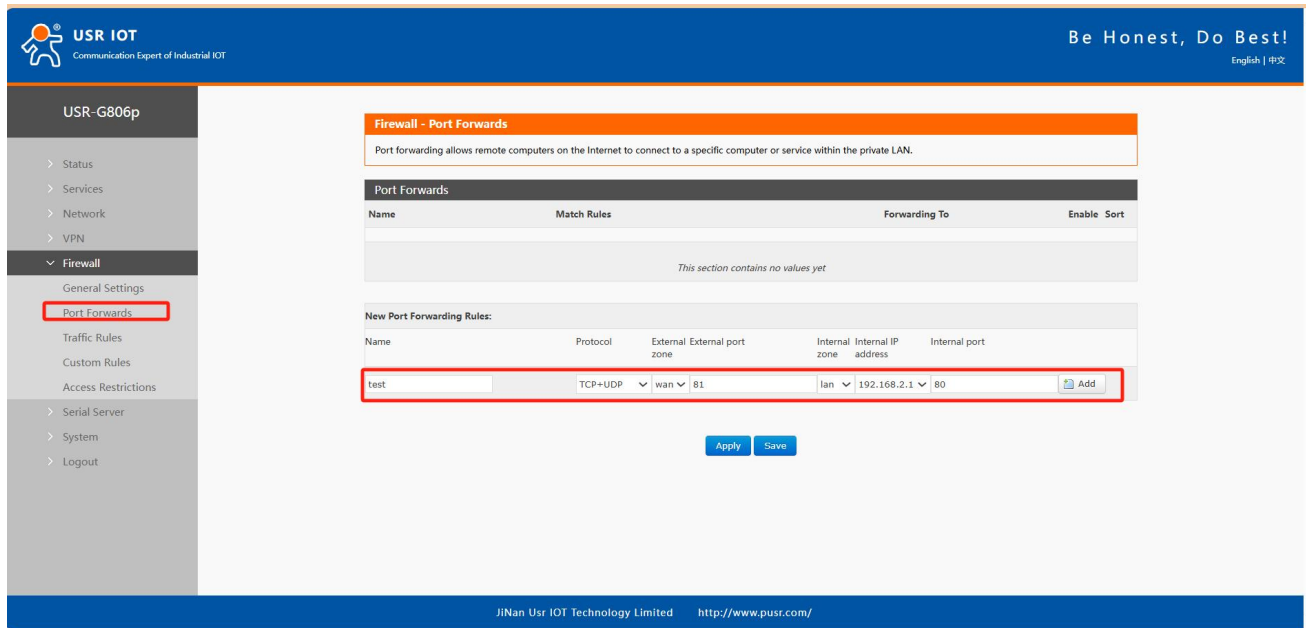 USR IOT
Communication Expert of Industrial IOT
Be Honest, Do Best!
English | 中文
USR-G806p
Status
Services
Network
VPN
Firewall
General Settings
Port Forwards
Traffic Rules
Custom Rules
Access Restrictions
Serial Server
System
Logout
Firewall - Port Forwards
Port forwarding allows remote computers on the Internet to connect to a specific computer or service within the private LAN.
Port Forwards
Name Match Rules Forwarding To Enable Sort
This section contains no values yet
New Port Forwarding Rules:
Name Protocol External zone External port Internal zone Internal IP address Internal port
test TCP+UDP wan 81 lan 192.168.2.1 80 Add
Apply Save
JiNan Usr IOT Technology Limited http://www.pusr.com/